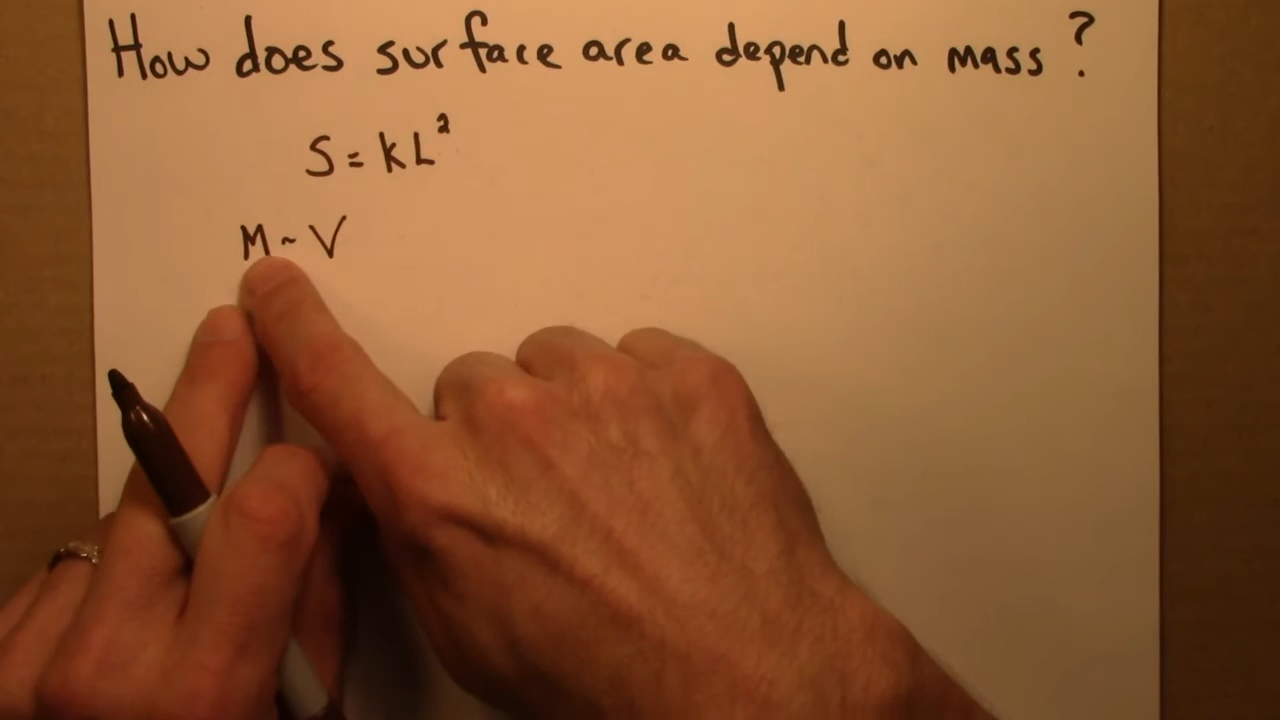 How does surface area depend on mass?
S = kL²
M ~ V